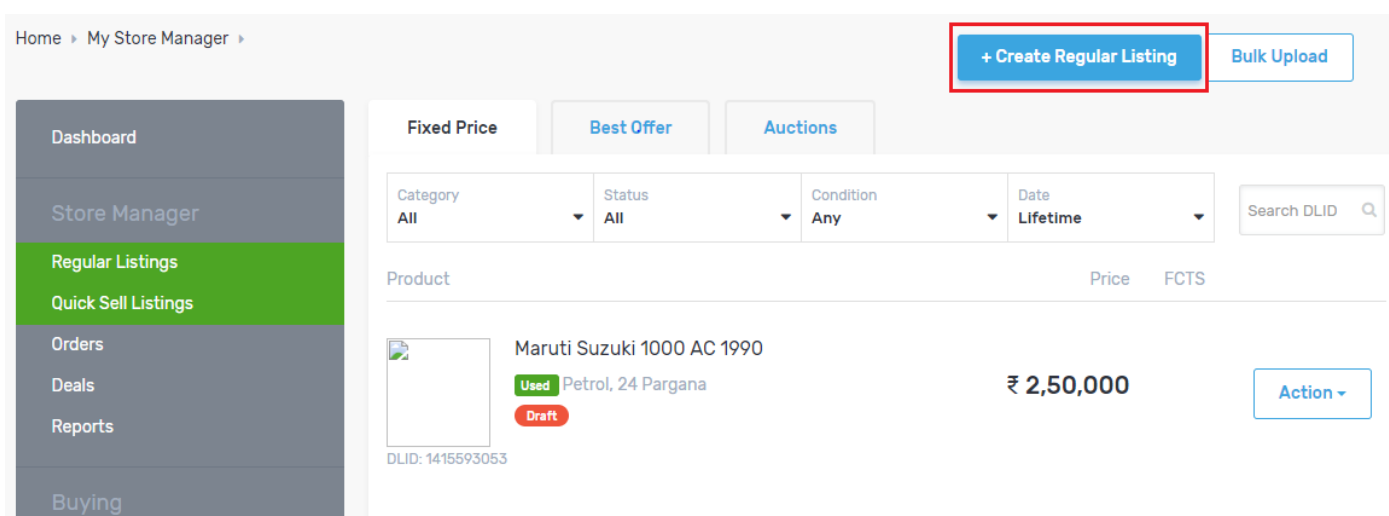 Home My Store Manager
+ Create Regular Listing
Bulk Upload
Dashboard
Store Manager
Regular Listings
Quick Sell Listings
Orders
Deals
Reports
Buying
Fixed Price
Best Offer
Auctions
Category
All
Status
All
Condition
Any
Date
Lifetime
Search DLID
Product Price FCTS
Maruti Suzuki 1000 AC 1990
Used Petrol, 24 Pargana
Draft
₹ 2,50,000
Action
DLID: 1415593053